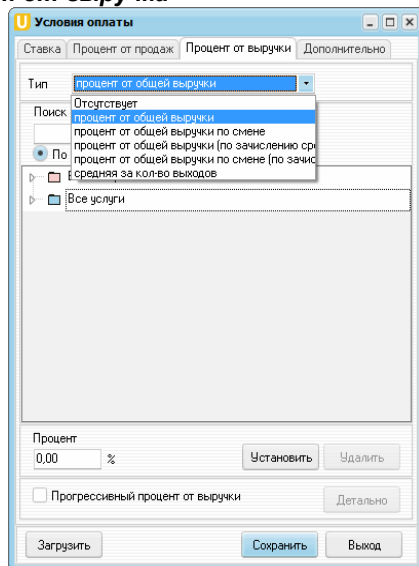 Условия оплаты
Ставка Процент от продаж Процент от выручки Дополнительно
Тип процент от общей выручки
Отсутствует
Поиск процент от общей выручки
процент от общей выручки по смене
процент от общей выручки (по зачислению
По процент от общей выручки по смене (по
средняя за кол-во выходов
Все услуги
Процент
0,00 % Установить Удалить
Прогрессивный процент от выручки
Детально
Загрузить Сохранить Выход